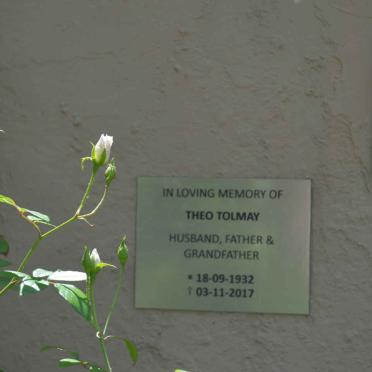 IN LOVING MEMORY OF
THEO TOLMAY
HUSBAND, FATHER &
GRANDFATHER
* 18-09-1932
† 03-11-2017